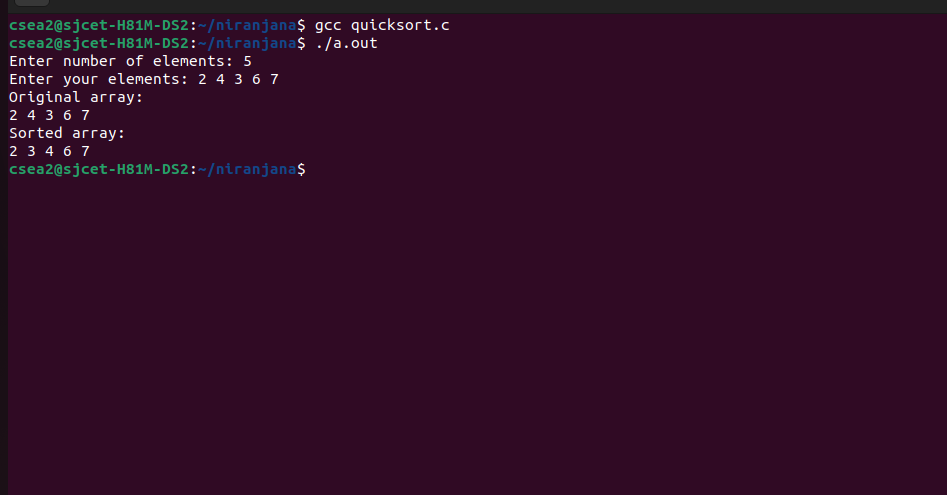 csea2@sjcet-H81M-DS2:~/niranjana$ gcc quicksort.c
csea2@sjcet-H81M-DS2:~/niranjana$ ./a.out
Enter number of elements: 5
Enter your elements: 2 4 3 6 7
Original array:
2 4 3 6 7
Sorted array:
2 3 4 6 7
csea2@sjcet-H81M-DS2:~/niranjana$